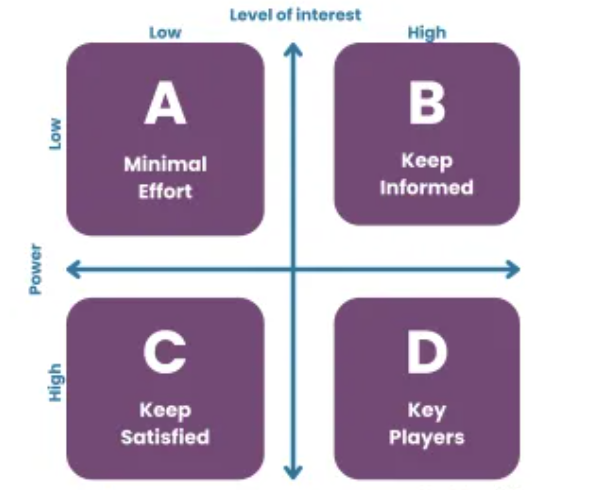 Level of interest
Low
High
Low
A
Minimal
Effort
B
Keep
Informed
Power
High
C
Keep
Satisfied
D
Key
Players